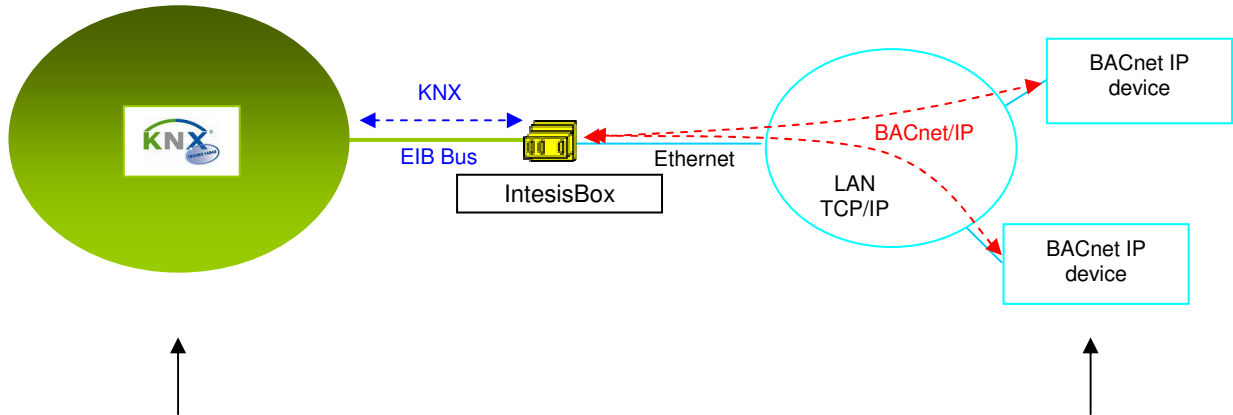 KNX
KNX
EIB Bus
IntesisBox
Ethernet
BACnet/IP
LAN
TCP/IP
BACnet IP
device
BACnet IP
device